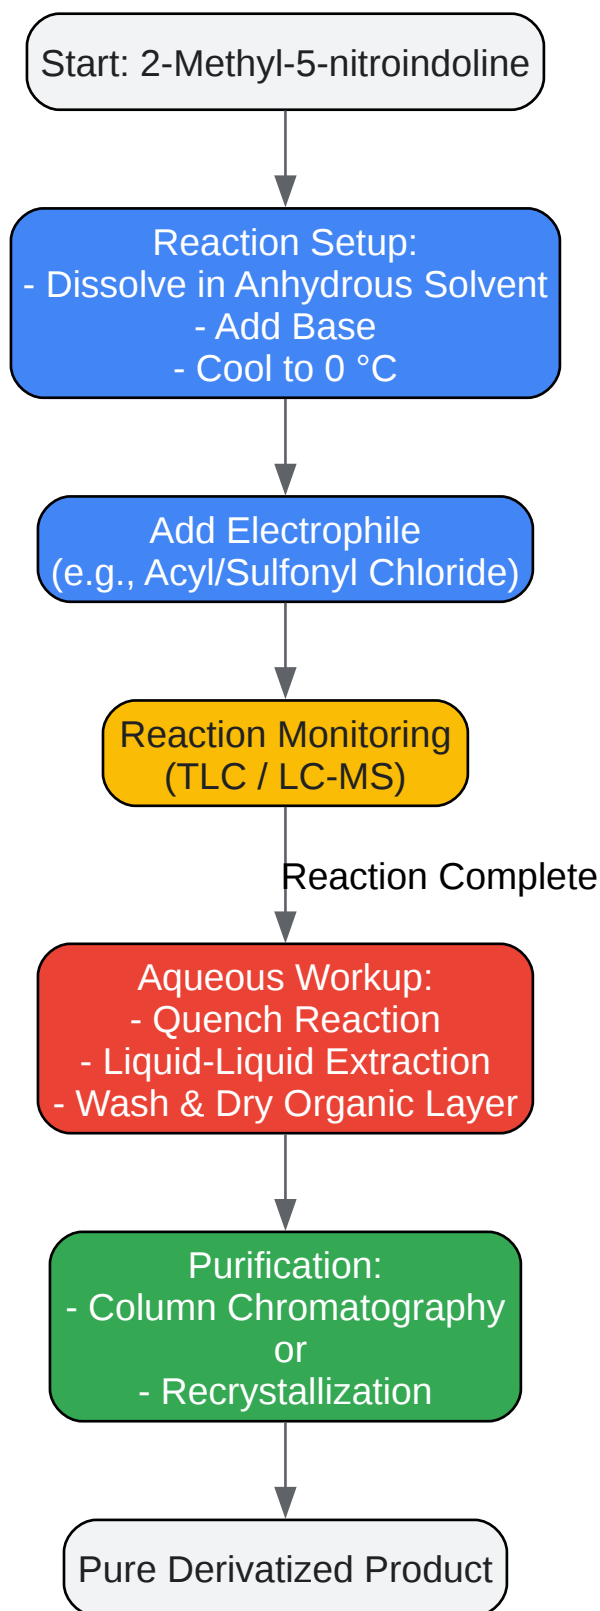 Start: 2-Methyl-5-nitroindoline
Reaction Setup:
- Dissolve in Anhydrous Solvent
- Add Base
- Cool to 0 °C
Add Electrophile
(e.g., Acyl/Sulfonyl Chloride)
Reaction Monitoring
(TLC / LC-MS)
Reaction Complete
Aqueous Workup:
- Quench Reaction
- Liquid-Liquid Extraction
- Wash & Dry Organic Layer
Purification:
- Column Chromatography
or
- Recrystallization
Pure Derivatized Product